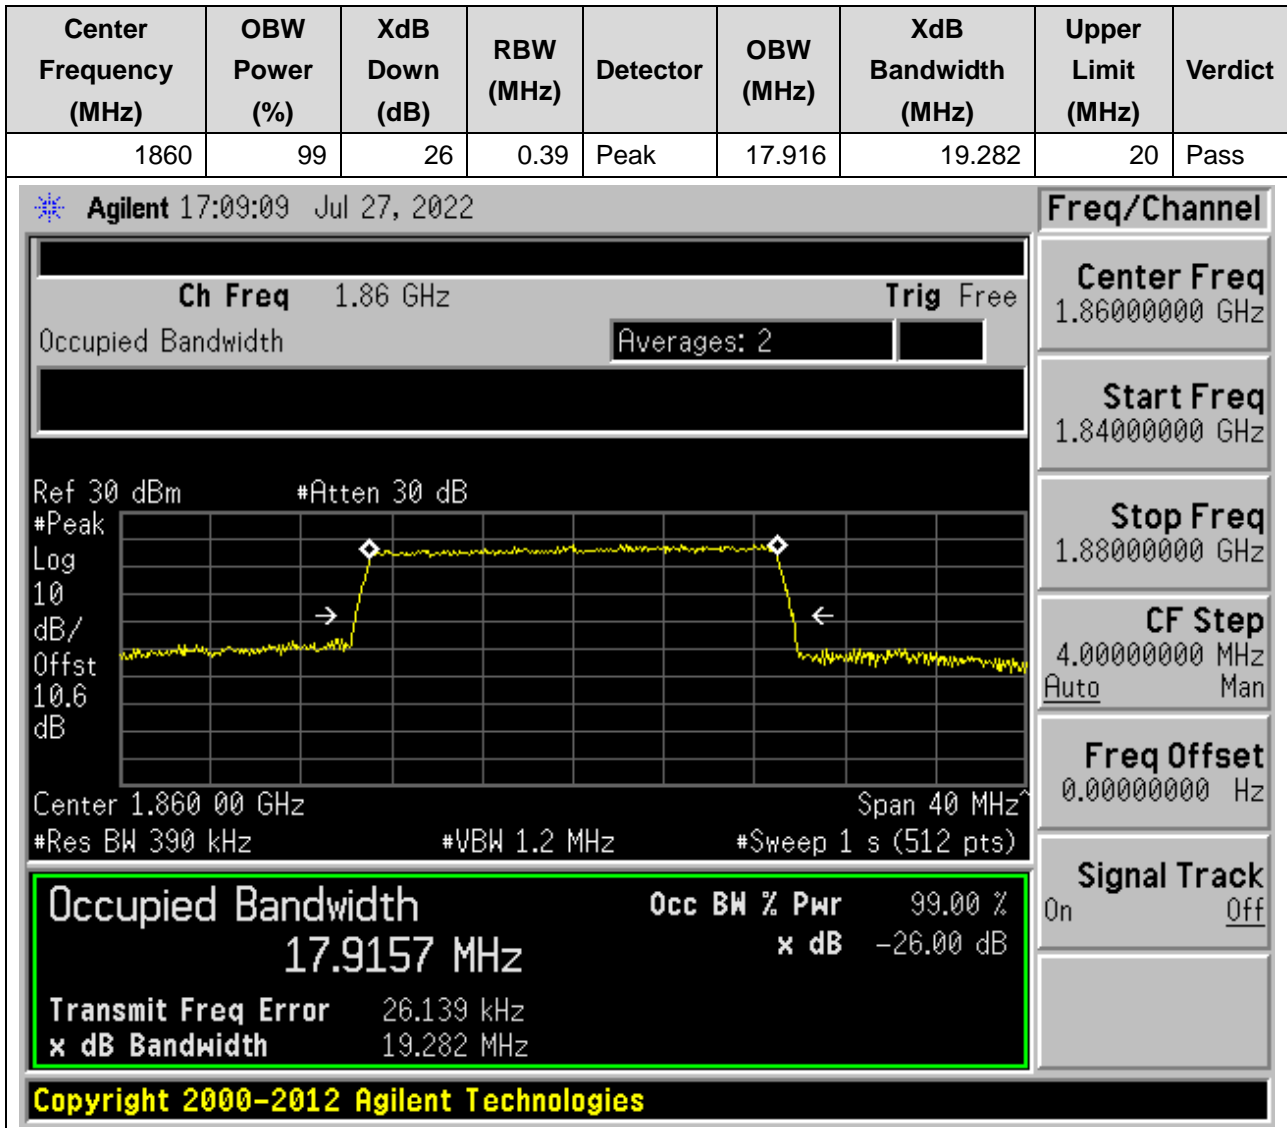 Center Frequency (MHz) OBW Power (%) XdB Down (dB) RBW (MHz) Detector OBW (MHz) XdB Bandwidth (MHz) Upper Limit (MHz) Verdict
1860 99 26 0.39 Peak 17.916 19.282 20 Pass
Agilent 17:09:09 Jul 27, 2022
Freq/Channel
Ch Freq 1.86 GHz Trig Free
Occupied Bandwidth Averages: 2
Ref 30 dBm #Atten 30 dB
#Peak
Log
10
dB/
Offst
10.6
dB
Center 1.860 00 GHz Span 40 MHz^
#Res BW 390 kHz #VBW 1.2 MHz #Sweep 1 s (512 pts)
Occupied Bandwidth Occ BW % Pwr 99.00 %
17.9157 MHz x dB -26.00 dB
Transmit Freq Error 26.139 kHz
x dB Bandwidth 19.282 MHz
Center Freq
1.86000000 GHz
Start Freq
1.84000000 GHz
Stop Freq
1.88000000 GHz
CF Step
4.00000000 MHz
Auto Man
Freq Offset
0.00000000 Hz
Signal Track
On Off
Copyright 2000-2012 Agilent Technologies